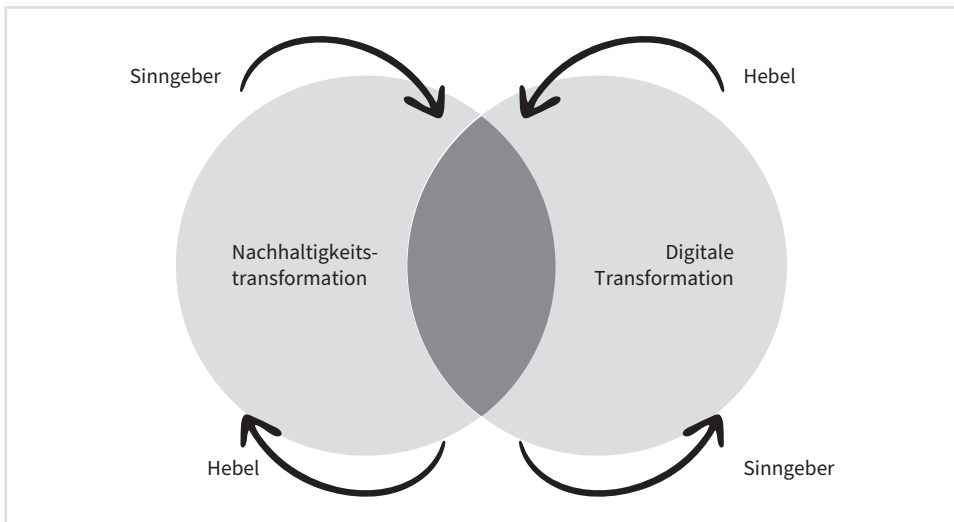 Sinngeber
Hebel
Nachhaltigkeits-
transformation
Digitale
Transformation
Hebel
Sinngeber